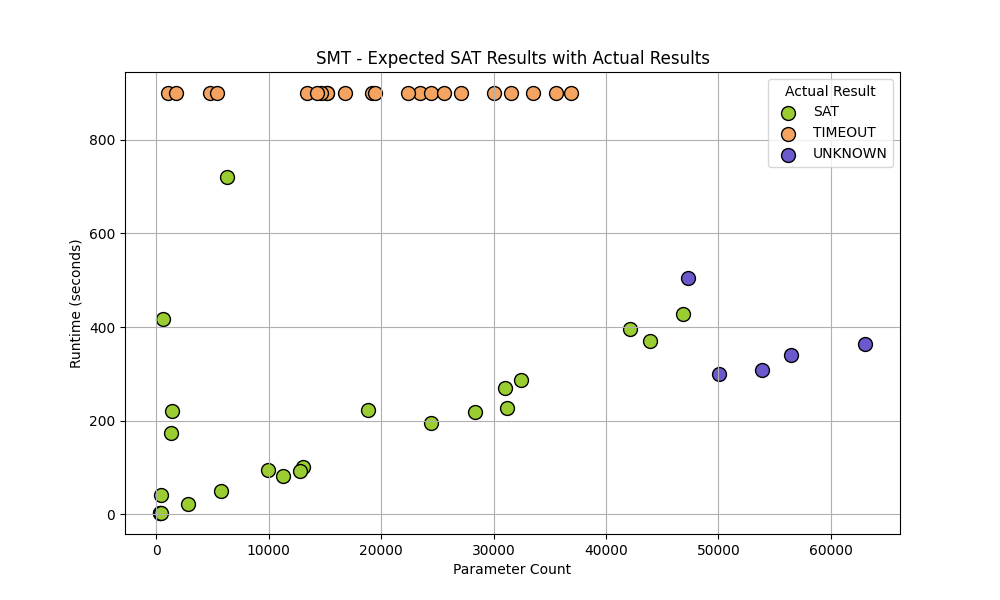 SMT - Expected SAT Results with Actual Results
Actual Result
SAT
TIMEOUT
UNKNOWN
800
600
400
200
0
Runtime (seconds)
0 10000 20000 30000 40000 50000 60000
Parameter Count